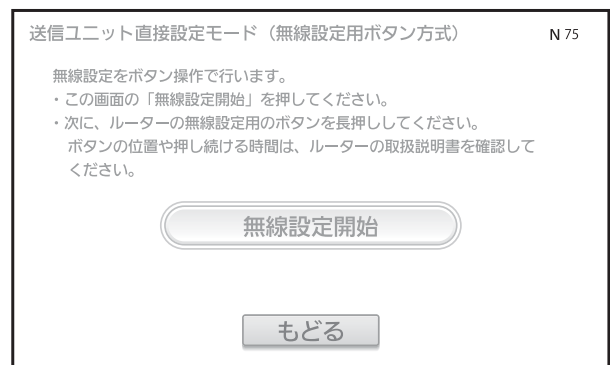 送信ユニット直接設定モード（無線設定用ボタン方式） N 75
無線設定をボタン操作で行います。
・この画面の「無線設定開始」を押してください。
・次に、ルーターの無線設定用のボタンを長押ししてください。
ボタンの位置や押し続ける時間は、ルーターの取扱説明書を確認して
ください。
無線設定開始
もどる